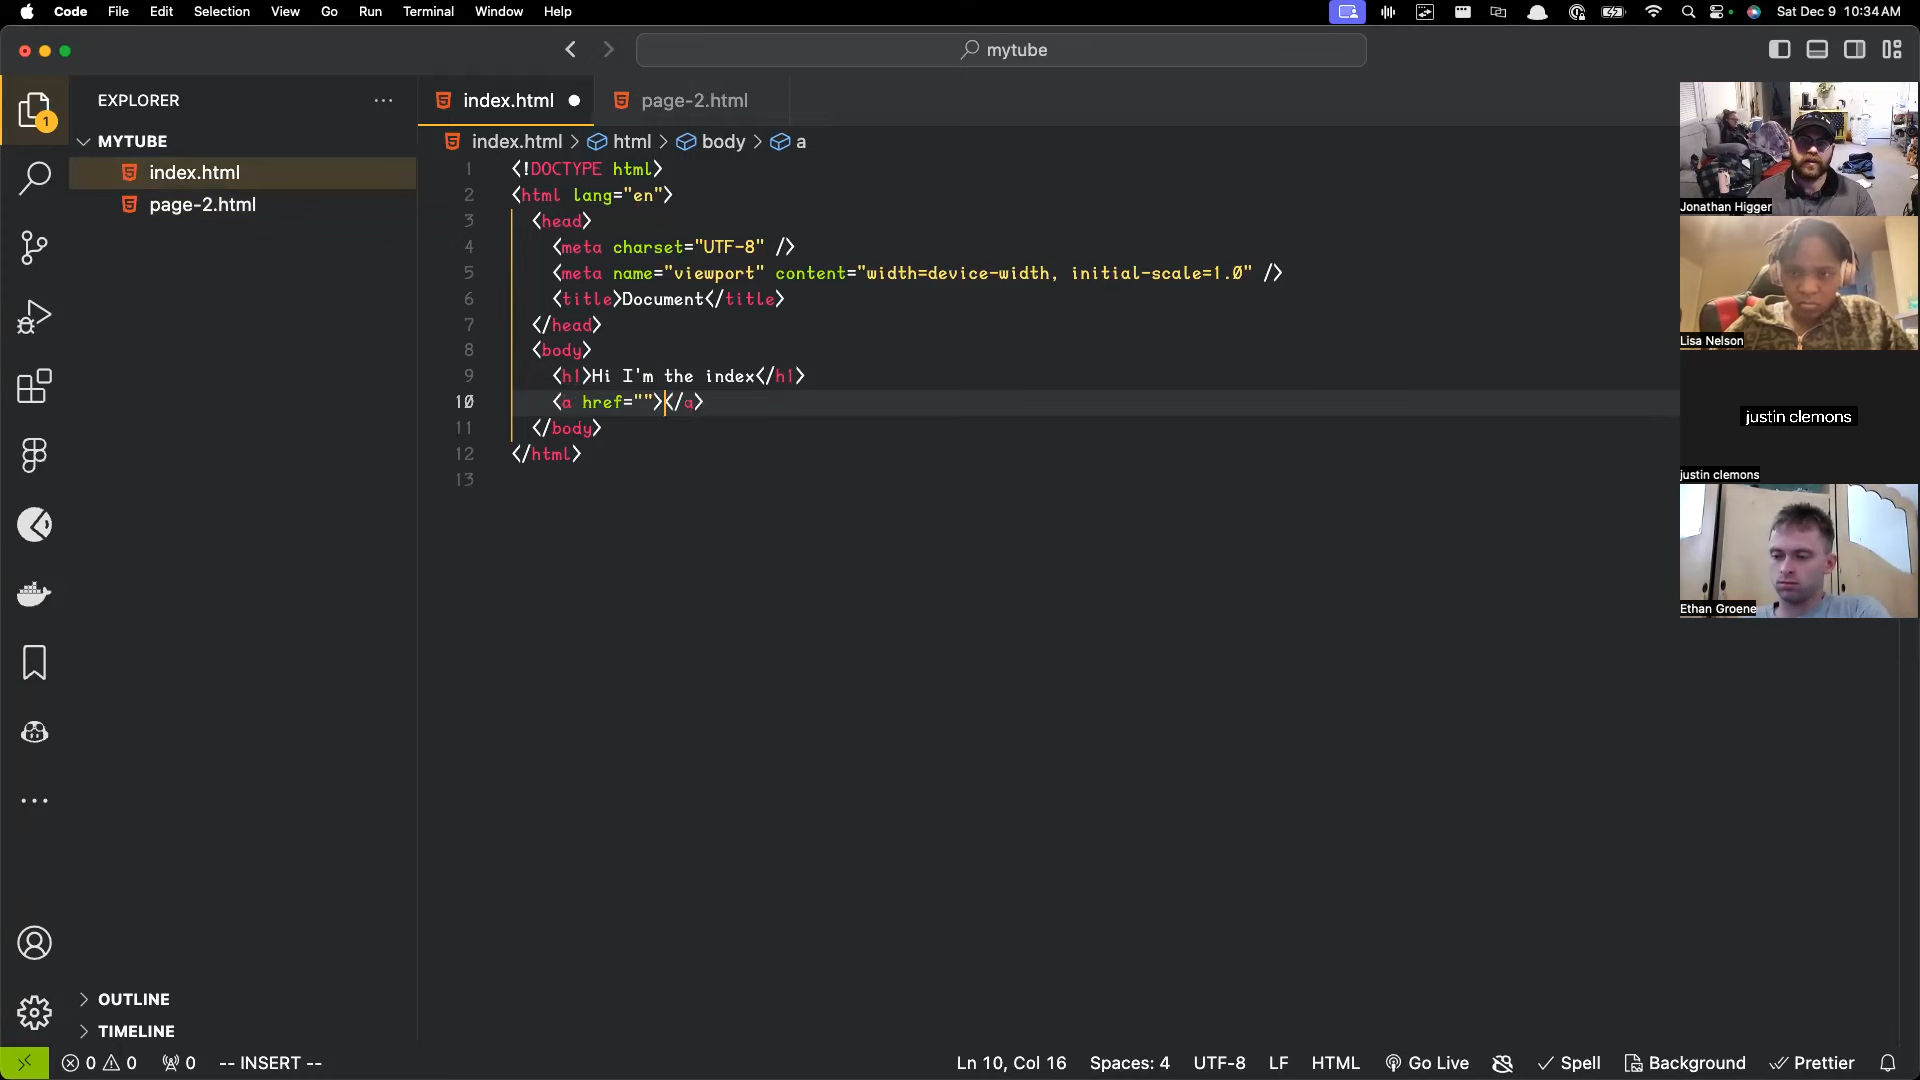 Code File Edit Selection View Go Run Terminal Window Help Sat Dec 9 10:34 AM
mytube
EXPLORER
1
MYTUBE
index.html
page-2.html
index.html page-2.html
index.html > html > body > a
1 <!DOCTYPE html>
2 <html lang="en">
3 <head>
4 <meta charset="UTF-8" />
5 <meta name="viewport" content="width=device-width, initial-scale=1.0" />
6 <title>Document</title>
7 </head>
8 <body>
9 <h1>Hi I'm the index</h1>
10 <a href=""></a>
11 </body>
12 </html>
13
Jonathan Higger
Lisa Nelson
justin clemons
justin clemons
Ethan Groene
OUTLINE
TIMELINE
0 0 0 -- INSERT -- Ln 10, Col 16 Spaces: 4 UTF-8 LF HTML Go Live Spell Background Prettier